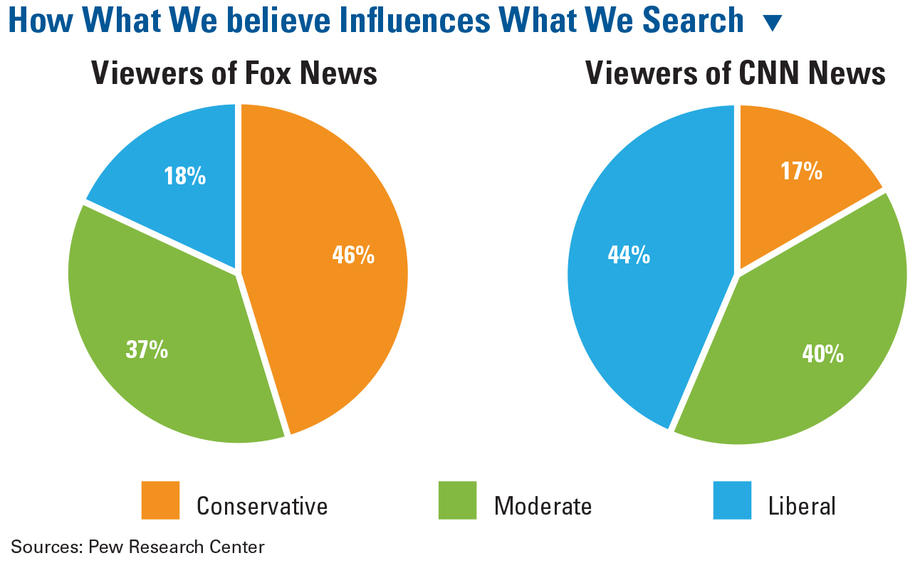 How What We believe Influences What We Search ▼
Viewers of Fox News
Viewers of CNN News
18%
46%
37%
17%
44%
40%
Conservative
Moderate
Liberal
Sources: Pew Research Center